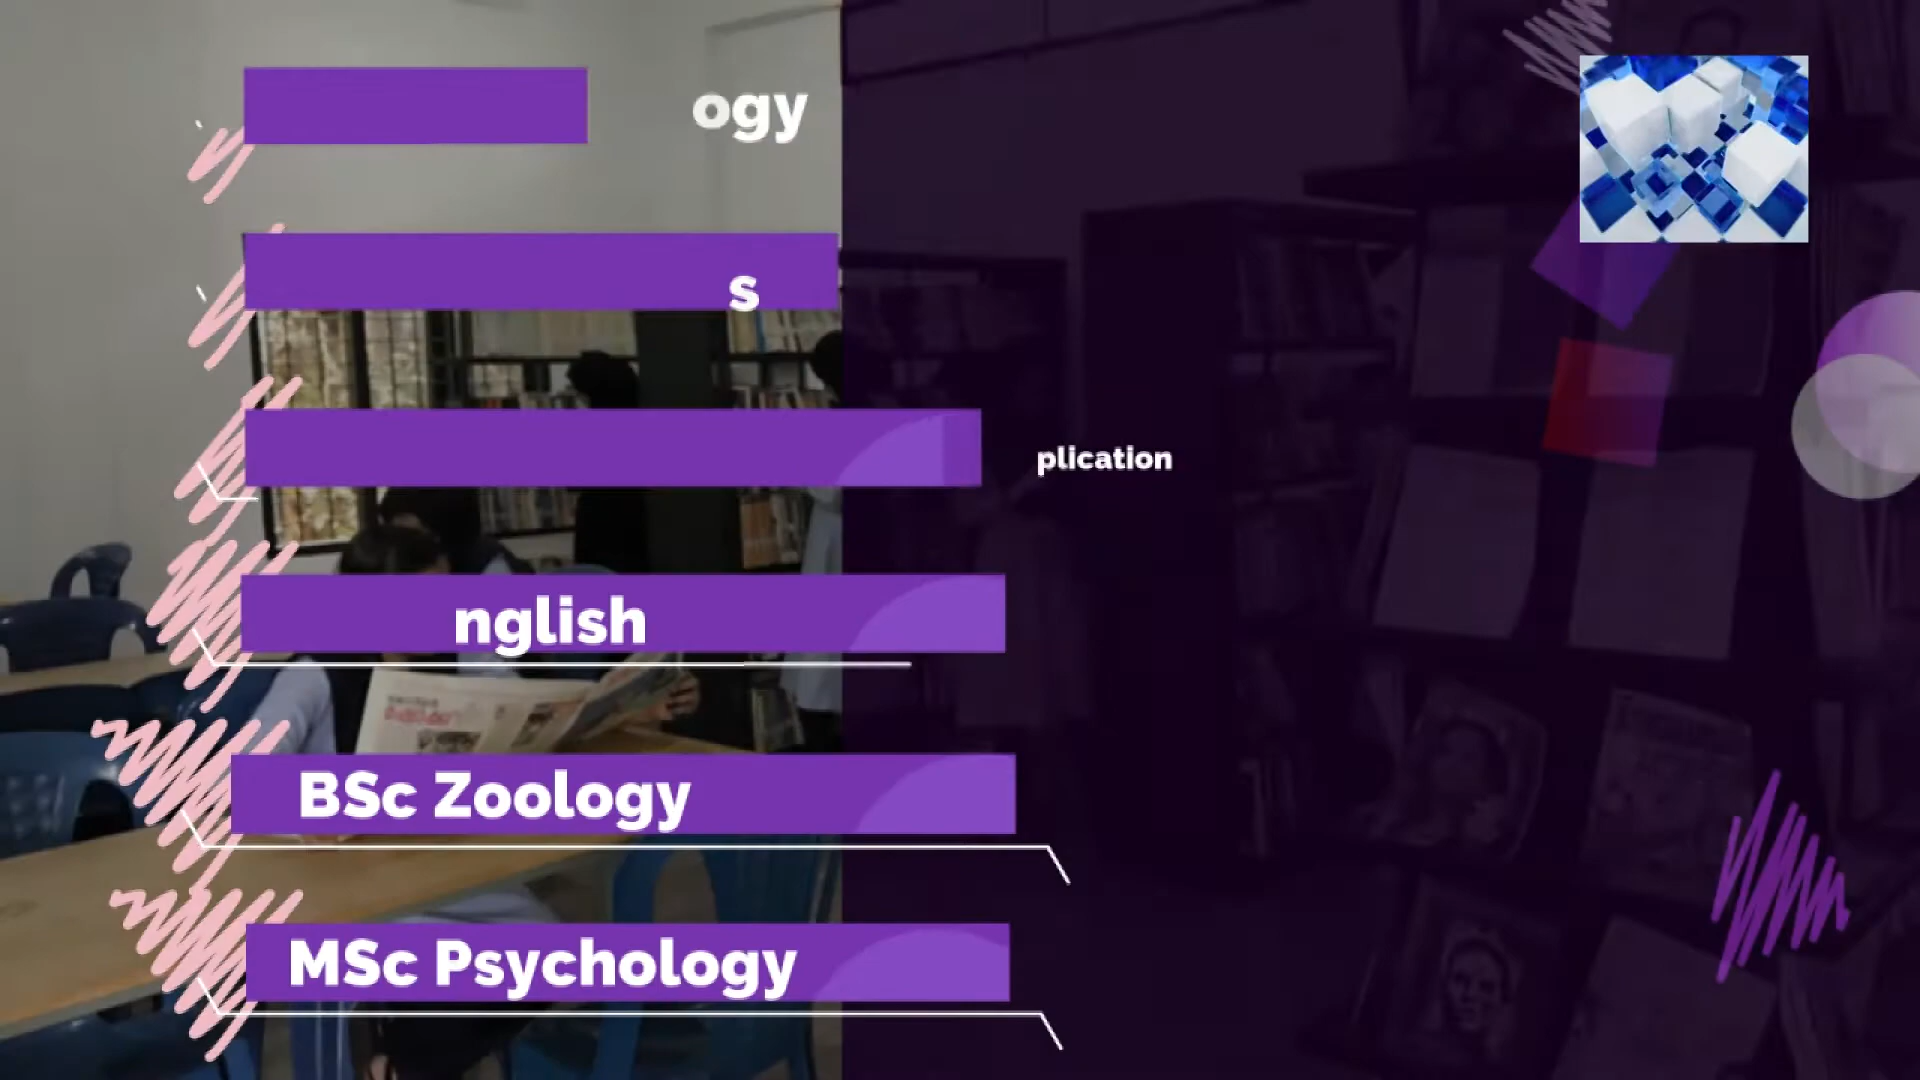 ogy
s
plication
nglish
BSc Zoology
MSc Psychology